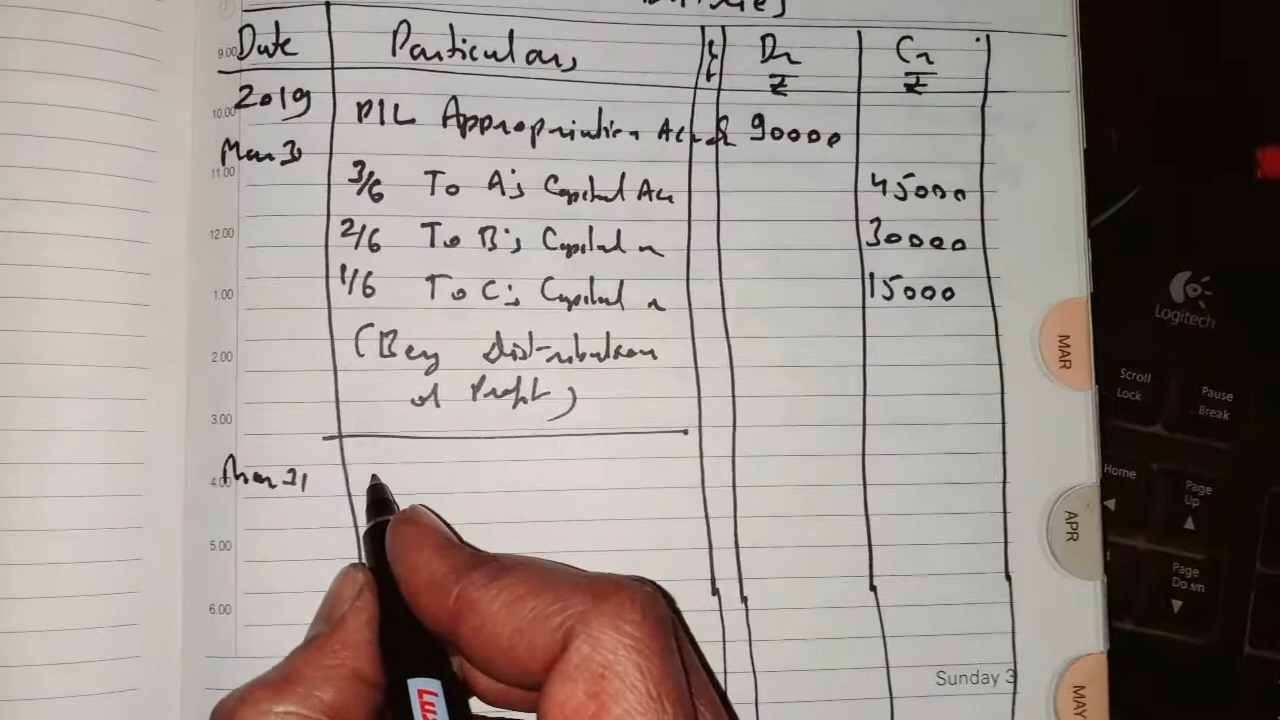 Date Particulars Dr ₹ Cr ₹
9.00
2019 P/L Appropriation A/c Dr 90000
10.00
Mar 31
11.00
3/6 To A's Capital A/c 45000
12.00
2/6 To B's Capital " 30000
1.00
1/6 To C's Capital " 15000
2.00
(Being distribution
of Profit)
3.00
Mar 31
4.00
5.00
6.00
Sunday 3
MAR
APR
MAY
Logitech
Scroll Lock
Pause Break
Home
Page Up
Page Down